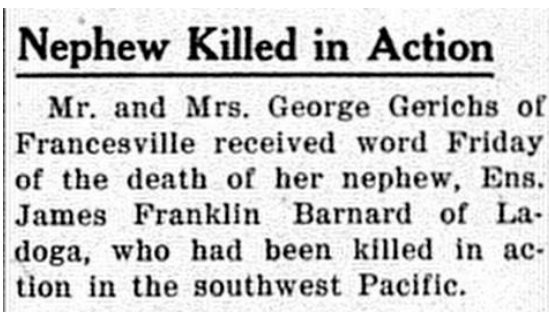 Nephew Killed in Action
Mr. and Mrs. George Gerichs of
Francesville received word Friday
of the death of her nephew, Ens.
James Franklin Barnard of La-
doga, who had been killed in ac-
tion in the southwest Pacific.